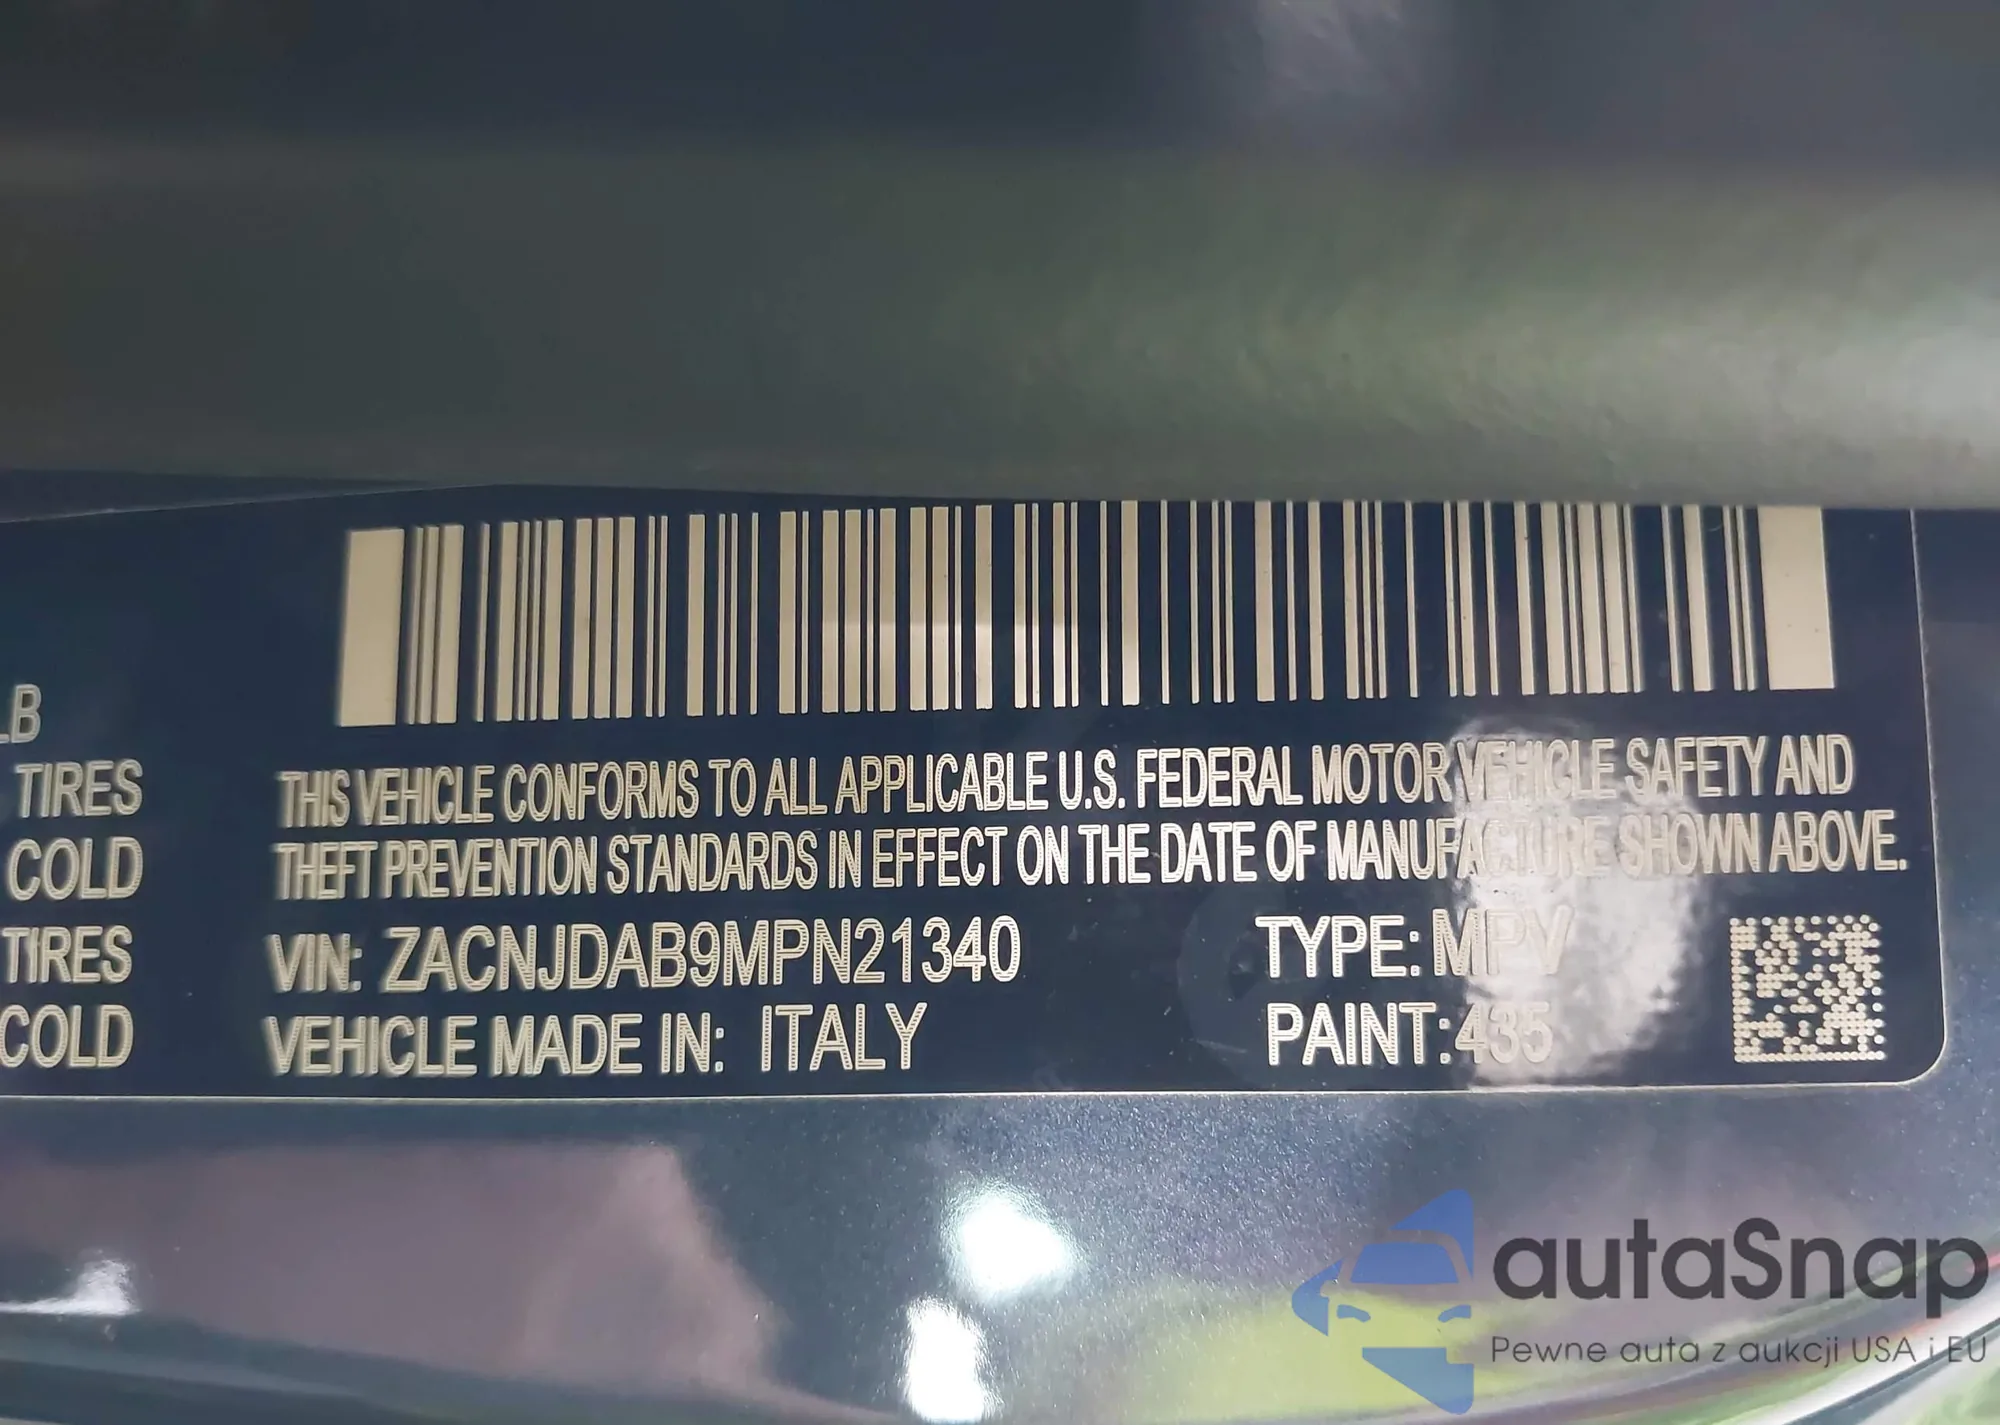 LB
TIRES
COLD
TIRES
COLD
THIS VEHICLE CONFORMS TO ALL APPLICABLE U.S. FEDERAL MOTOR VEHICLE SAFETY AND
THEFT PREVENTION STANDARDS IN EFFECT ON THE DATE OF MANUFACTURE SHOWN ABOVE.
VIN: ZACNJDAB9MPN21340
TYPE: MPV
VEHICLE MADE IN: ITALY
PAINT: 435
autaSnap
Pewne auta z aukcji USA i EU